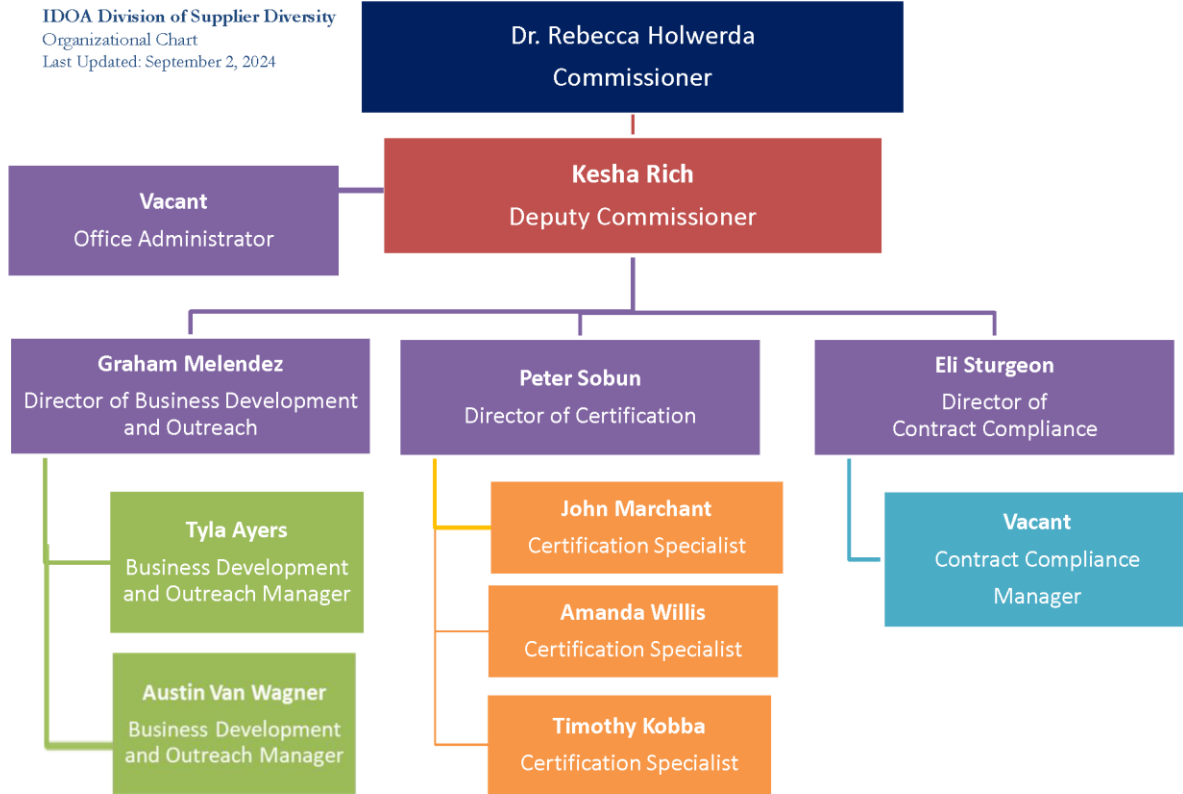 IDOA Division of Supplier Diversity
Organizational Chart
Last Updated: September 2, 2024
Dr. Rebecca Holwerda
Commissioner
Kesha Rich
Deputy Commissioner
Vacant
Office Administrator
Graham Melendez
Director of Business Development
and Outreach
Peter Sobun
Director of Certification
Eli Sturgeon
Director of
Contract Compliance
Tyla Ayers
Business Development
and Outreach Manager
Austin Van Wagner
Business Development
and Outreach Manager
John Marchant
Certification Specialist
Amanda Willis
Certification Specialist
Timothy Kobba
Certification Specialist
Vacant
Contract Compliance
Manager